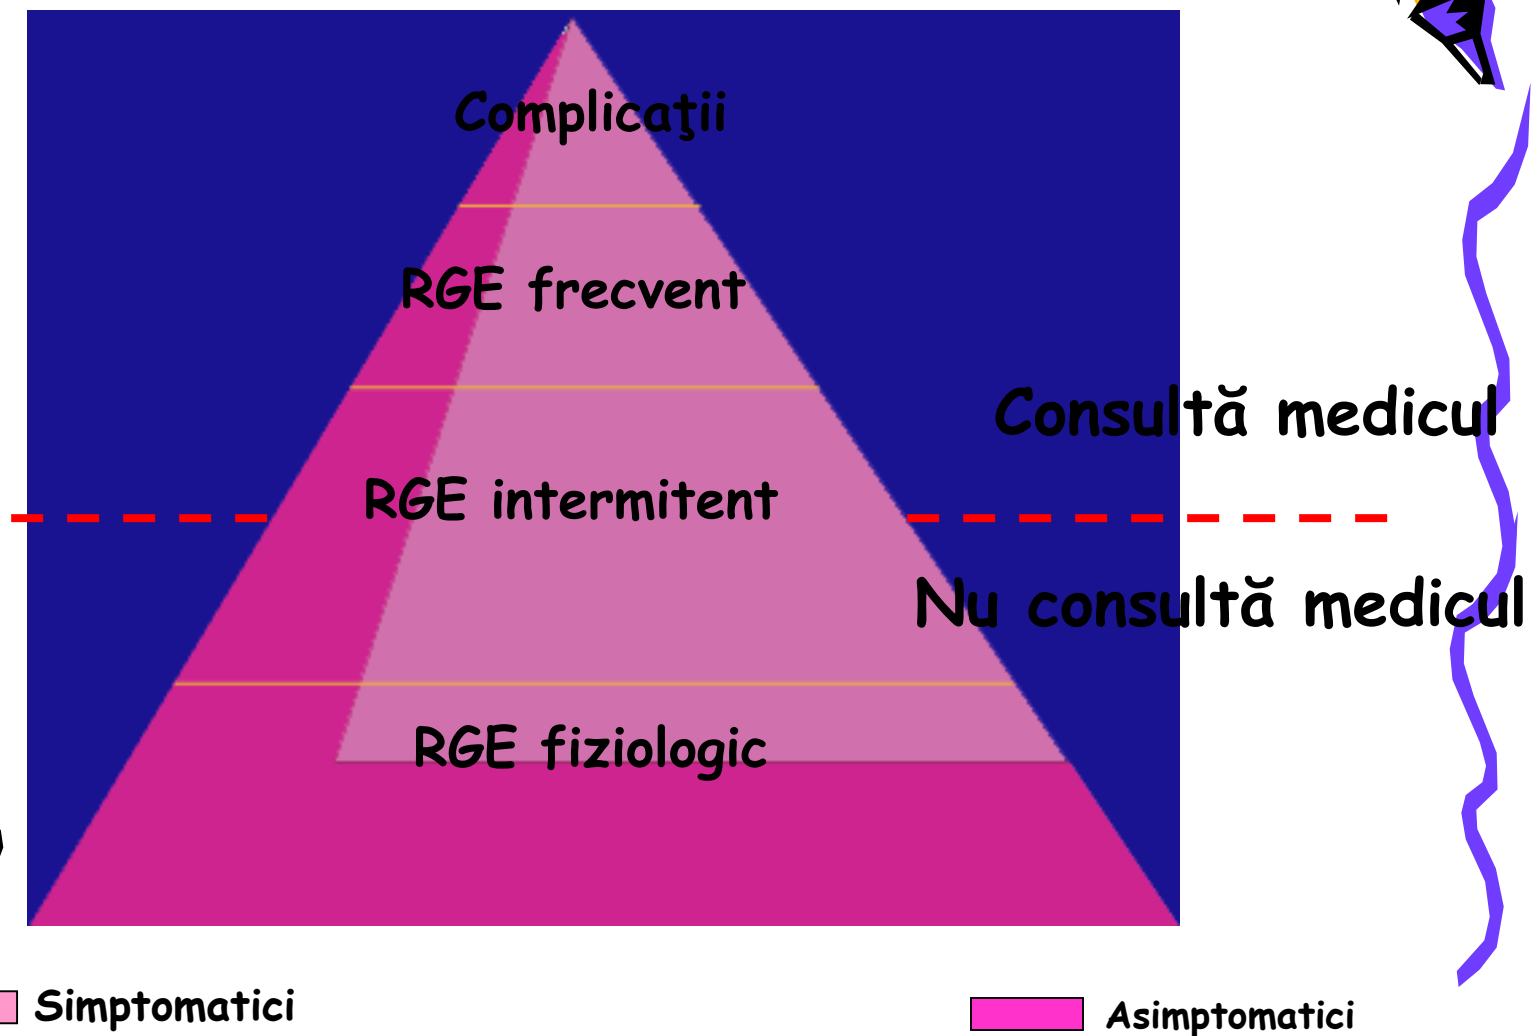 Complicaţii
RGE frecvent
Consultă medicul
RGE intermitent
Nu consultă medicul
RGE fiziologic
Simptomatici
Asimptomatici